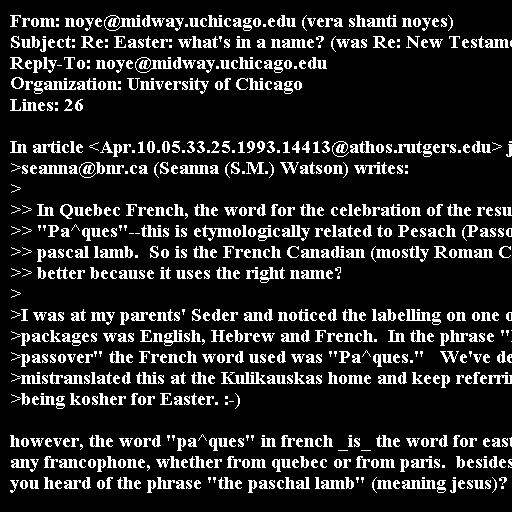 From: noye@midway.uchicago.edu (vera shanti noyes)
Subject: Re: Easter: what's in a name? (was Re: New
Reply-To: noye@midway.uchicago.edu
Organization: University of Chicago
Lines: 26

In article <Apr.10.05.33.25.1993.14413@athos.rutgers.edu>
>seanna@bnr.ca (Seanna (S.M.) Watson) writes:
>
>> In Quebec French, the word for the celebration of the
>> "Pa^ques"--this is etymologically related to Pesach
>> pascal lamb.  So is the French Canadian (mostly Roman
>> better because it uses the right name?
>
>I was at my parents' Seder and noticed the labelling on one
>packages was English, Hebrew and French.  In the phrase
>passover" the French word used was "Pa^ques."   We've
>mistranslated this at the Kulikauskas home and keep
>being kosher for Easter. :-)

however, the word "pa^ques" in french _is_ the word for
any francophone, whether from quebec or from paris.  besides
you heard of the phrase "the paschal lamb" (meaning jesus)?